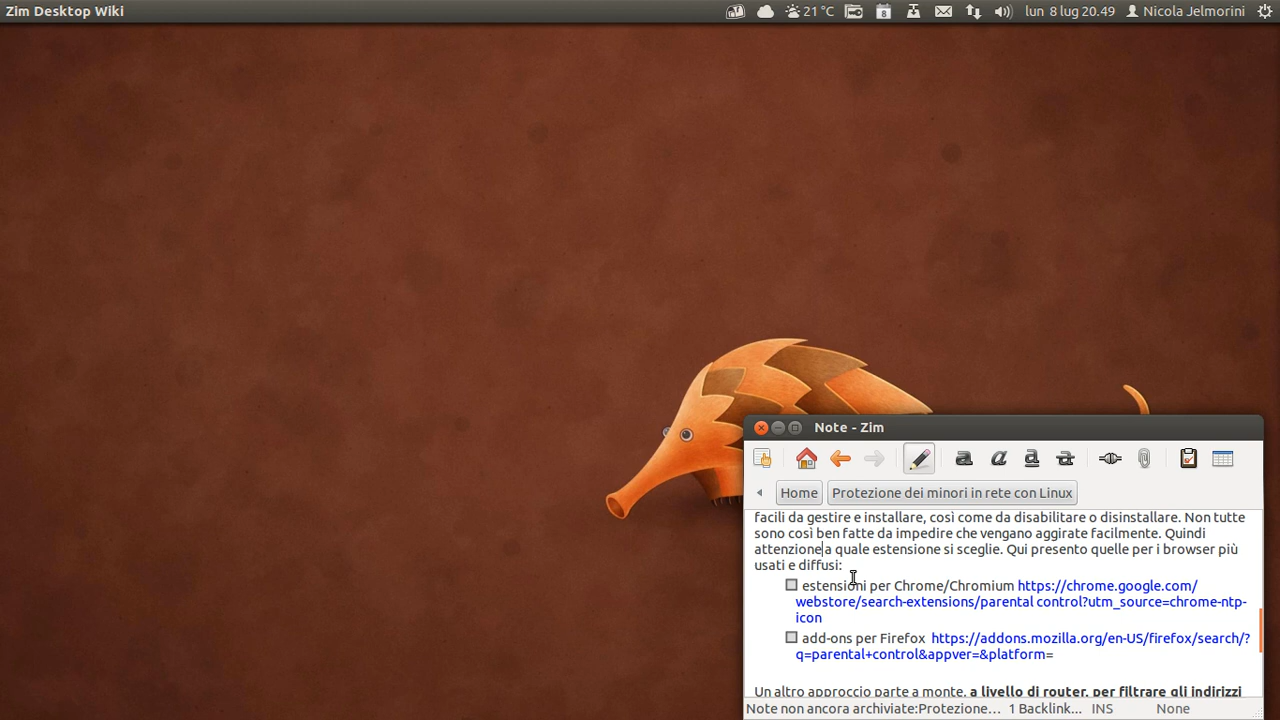 Zim Desktop Wiki
21 °C
8
lun 8 lug 20.49
Nicola Jelmorini
Note - Zim
a a a a
Home
Protezione dei minori in rete con Linux
facili da gestire e installare, così come da disabilitare o disinstallare. Non tutte
sono così ben fatte da impedire che vengano aggirate facilmente. Quindi
attenzione a quale estensione si sceglie. Qui presento quelle per i browser più
usati e diffusi:
estensioni per Chrome/Chromium https://chrome.google.com/
webstore/search-extensions/parental control?utm_source=chrome-ntp-
icon
add-ons per Firefox https://addons.mozilla.org/en-US/firefox/search/?
q=parental+control&appver=&platform=
Un altro approccio parte a monte, a livello di router, per filtrare gli indirizzi
Note non ancora archiviate:Protezione... 1 Backlink... INS None